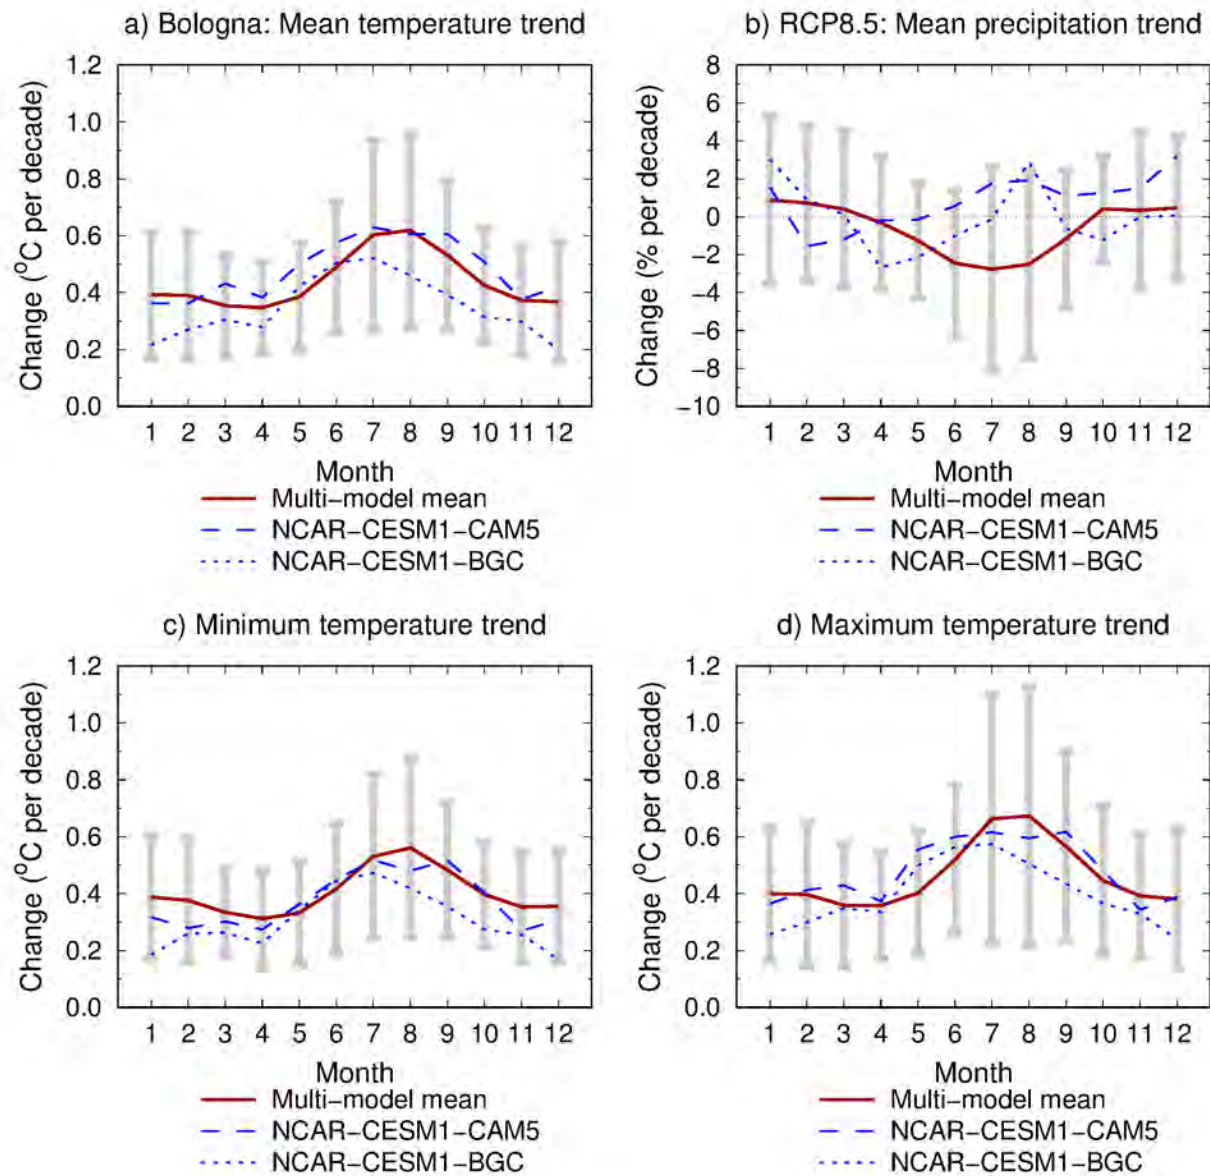 a) Bologna: Mean temperature trend
1.2
1.0
0.8
0.6
0.4
0.2
0.0
Change (°C per decade)
1 2 3 4 5 6 7 8 9 10 11 12
Month
Multi-model mean
NCAR-CESM1-CAM5
NCAR-CESM1-BGC
b) RCP8.5: Mean precipitation trend
8
6
4
2
0
−2
−4
−6
−8
−10
Change (% per decade)
1 2 3 4 5 6 7 8 9 10 11 12
Month
Multi-model mean
NCAR-CESM1-CAM5
NCAR-CESM1-BGC
c) Minimum temperature trend
1.2
1.0
0.8
0.6
0.4
0.2
0.0
Change (°C per decade)
1 2 3 4 5 6 7 8 9 10 11 12
Month
Multi-model mean
NCAR-CESM1-CAM5
NCAR-CESM1-BGC
d) Maximum temperature trend
1.2
1.0
0.8
0.6
0.4
0.2
0.0
Change (°C per decade)
1 2 3 4 5 6 7 8 9 10 11 12
Month
Multi-model mean
NCAR-CESM1-CAM5
NCAR-CESM1-BGC